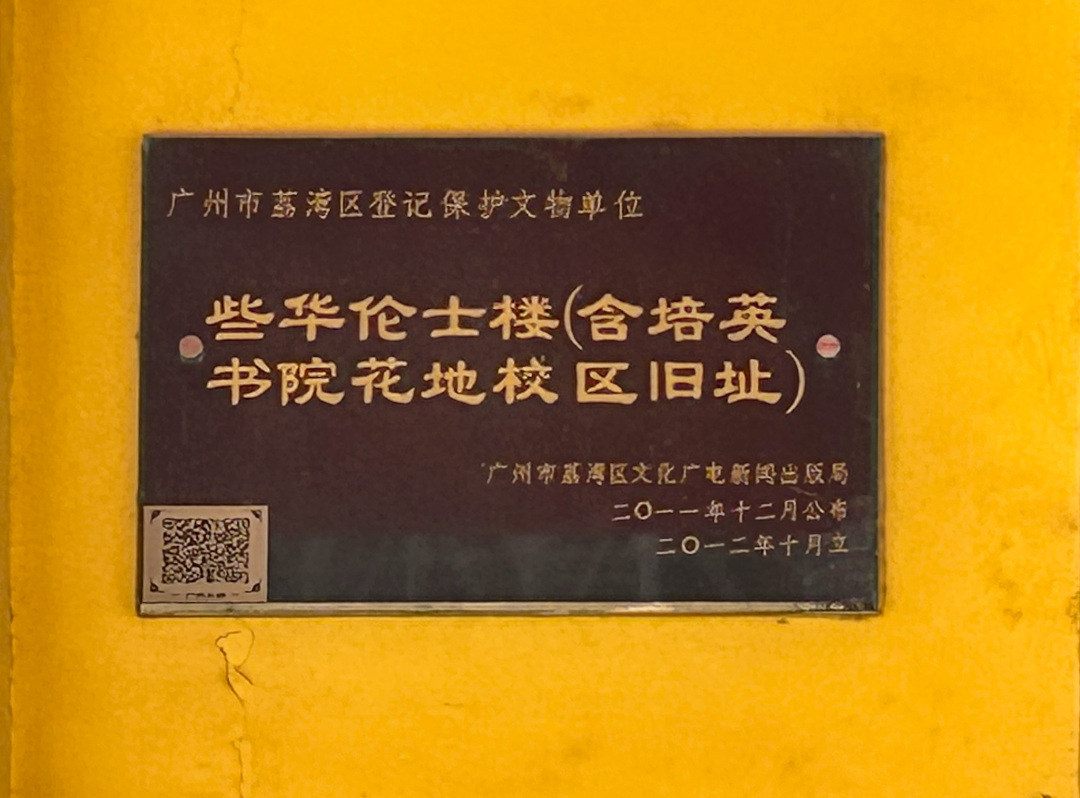 广州市荔湾区登记保护文物单位
些华伦士楼(含培英
书院花地校区旧址)
广州市荔湾区文化广电新闻出版局
二〇一一年十二月公布
二〇一二年十月立